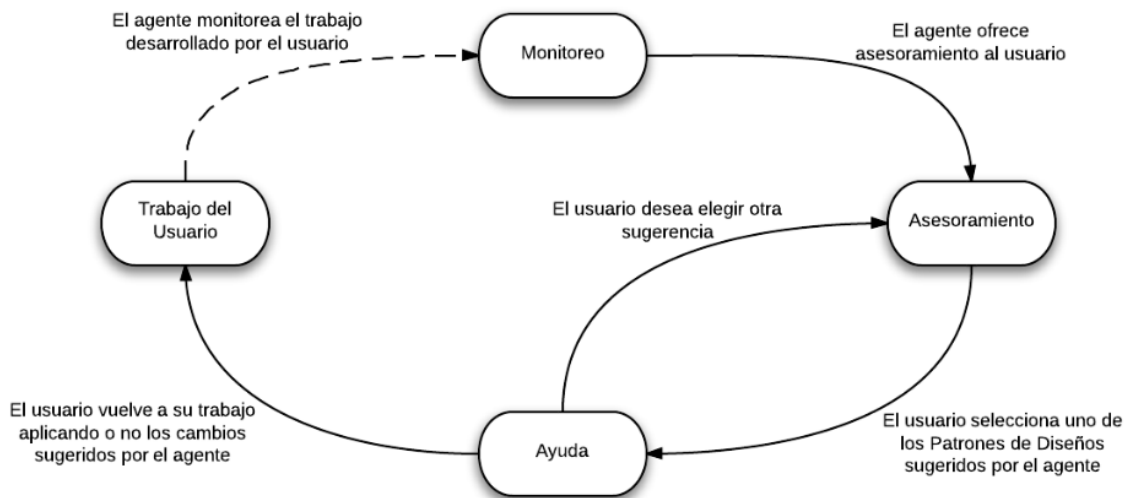 El agente monitorea el trabajo
desarrollado por el usuario
Monitoreo
El agente ofrece
asesoramiento al usuario
Trabajo del
Usuario
El usuario desea elegir otra
sugerencia
Asesoramiento
El usuario vuelve a su trabajo
aplicando o no los cambios
sugeridos por el agente
Ayuda
El usuario selecciona uno de
los Patrones de Diseños
sugeridos por el agente